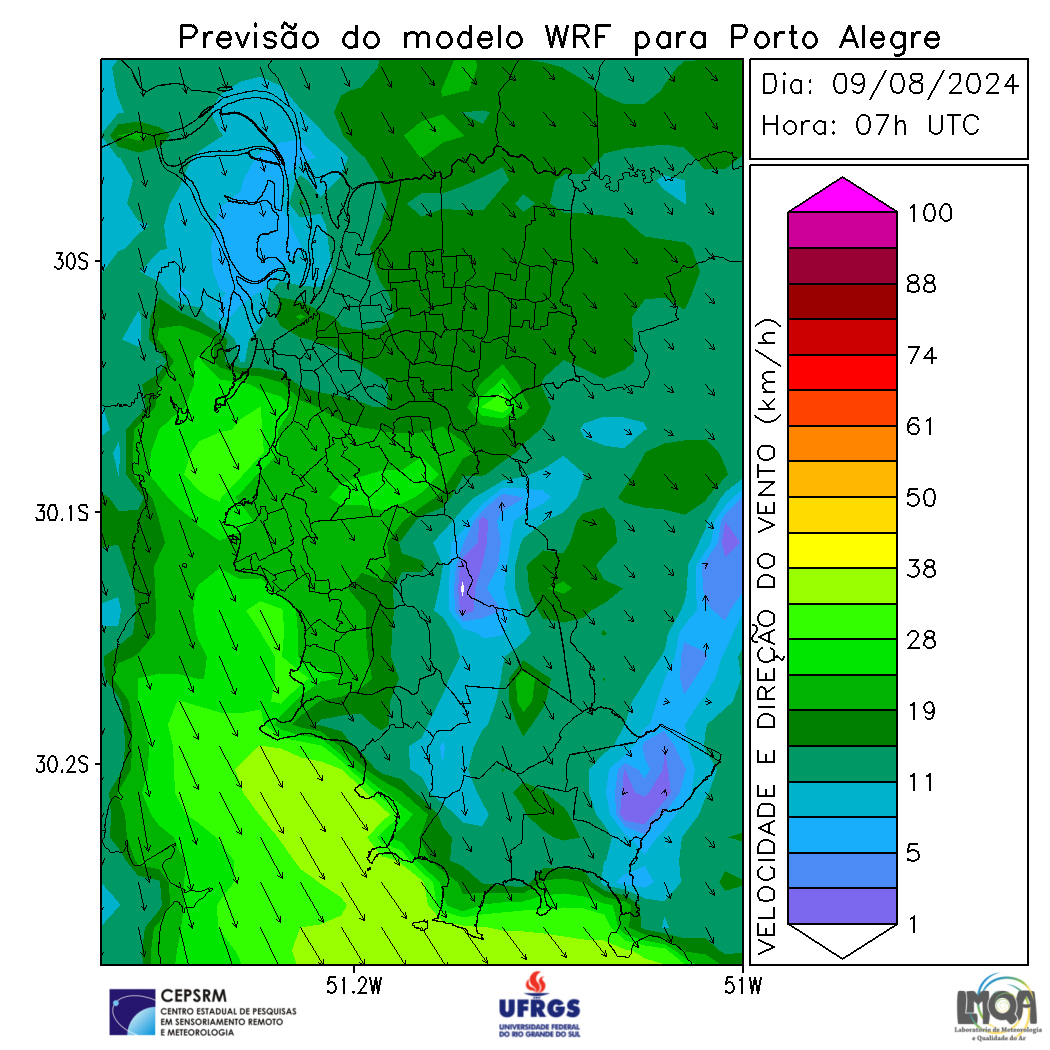 Previsão do modelo WRF para Porto Alegre
Dia: 09/08/2024
Hora: 07h UTC
30S
30.1S
30.2S
51.2W
51W
VELOCIDADE E DIREÇÃO DO VENTO (km/h)
100
88
74
61
50
38
28
19
11
5
1
CEPSRM
CENTRO ESTADUAL DE PESQUISAS
EM SENSORIAMENTO REMOTO
E METEOROLOGIA
UFRGS
UNIVERSIDADE FEDERAL
DO RIO GRANDE DO SUL
LMQA
Laboratório de Meteorologia
e Qualidade do Ar